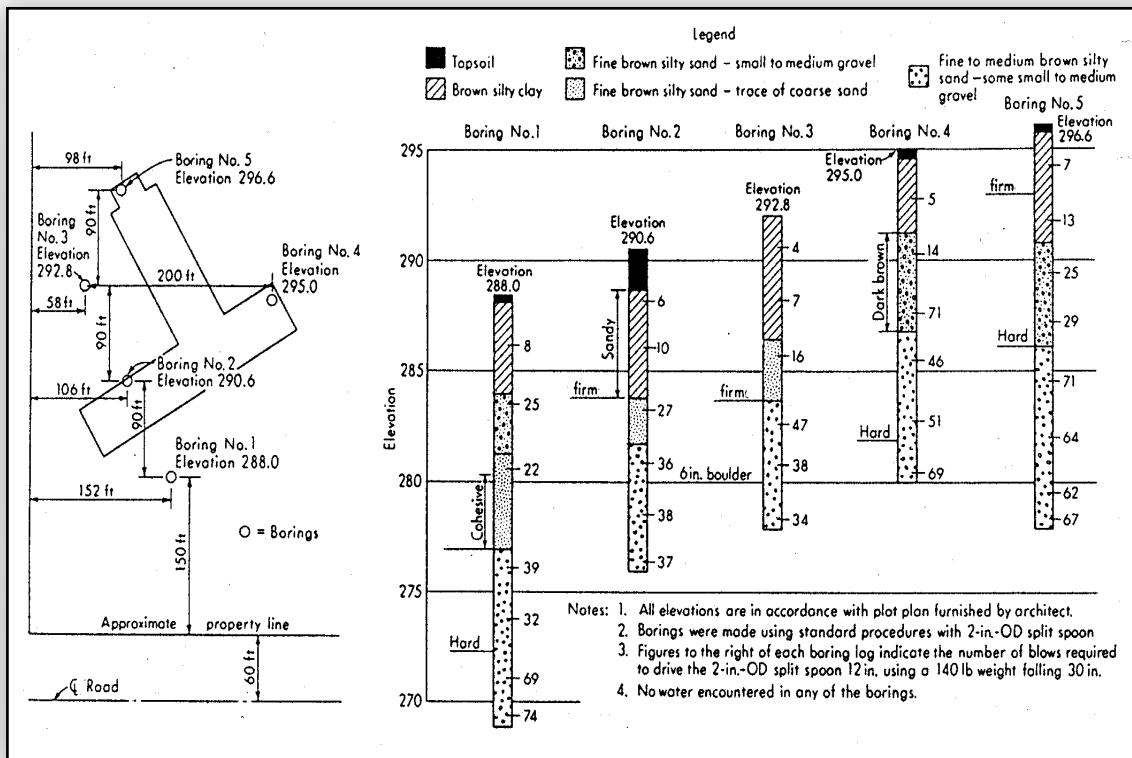 Legend
Topsoil
Brown silty clay
Fine brown silty sand – small to medium gravel
Fine brown silty sand – trace of coarse sand
Fine to medium brown silty
sand –some small to medium
gravel
98 ft
Boring No. 5
Elevation 296.6
90 ft
Boring
No. 3
Elevation
292.8
200 ft
Boring No. 4
Elevation
295.0
58 ft
90 ft
Boring No. 2
Elevation 290.6
106 ft
90 ft
Boring No. 1
Elevation 288.0
152 ft
150 ft
O = Borings
Approximate property line
60 ft
℄ Road
Elevation
295
290
285
280
275
270
Boring No. 1
Elevation
288.0
8
25
22
39
32
69
74
Cohesive
Hard
Boring No. 2
Elevation
290.6
6
10
27
36
38
37
Sandy
firm
Boring No. 3
Elevation
292.8
4
7
16
47
38
34
firm
6 in. boulder
Boring No. 4
Elevation
295.0
5
14
71
46
51
69
Dark brown
Hard
Boring No. 5
Elevation
296.6
7
13
25
29
71
64
62
67
firm
Hard
Notes: 1. All elevations are in accordance with plot plan furnished by architect.
2. Borings were made using standard procedures with 2-in.-OD split spoon
3. Figures to the right of each boring log indicate the number of blows required
to drive the 2-in.-OD split spoon 12 in. using a 140 lb weight falling 30 in.
4. No water encountered in any of the borings.